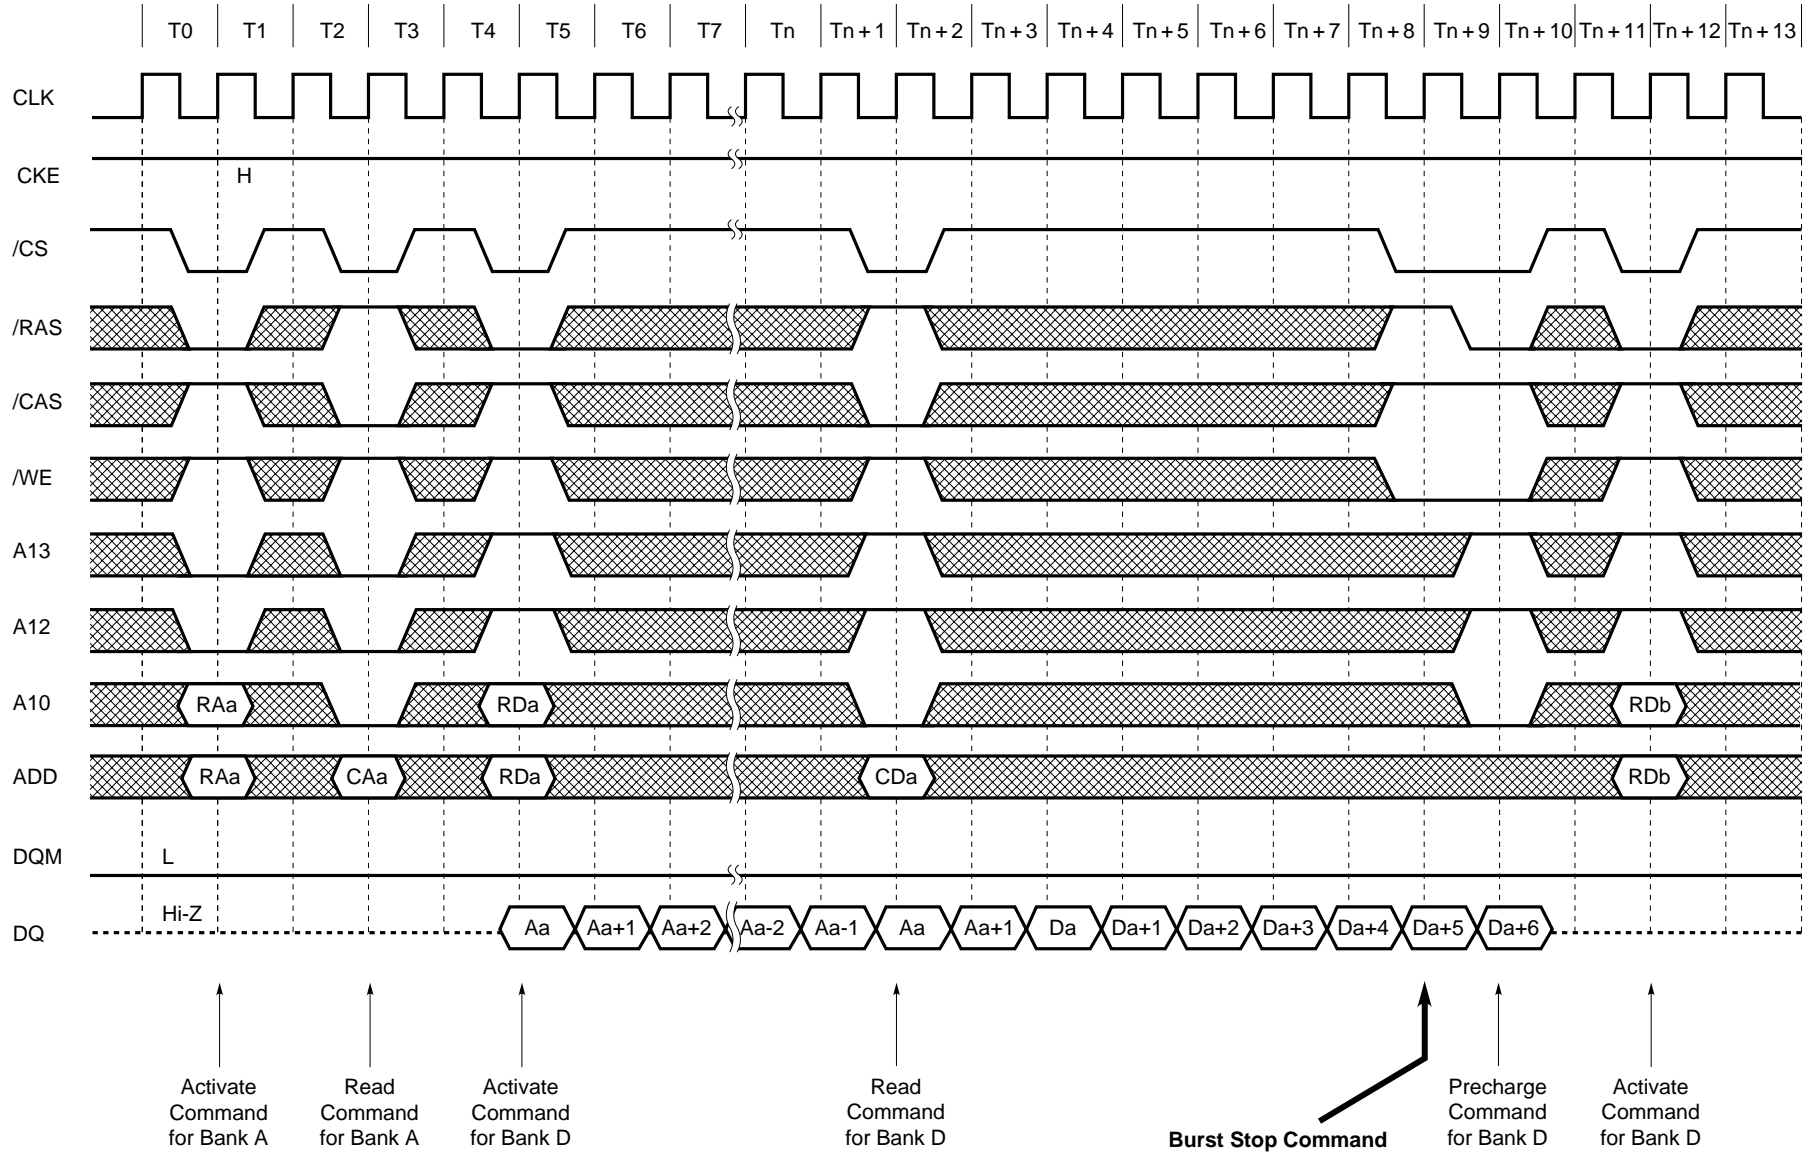 T0 T1 T2 T3 T4 T5 T6 T7 Tn Tn+1 Tn+2 Tn+3 Tn+4 Tn+5 Tn+6 Tn+7 Tn+8 Tn+9 Tn+10 Tn+11 Tn+12 Tn+13
CLK
CKE H
/CS
/RAS
/CAS
/WE
A13
A12
A10 RAa RDa RDb
ADD RAa CAa RDa CDa RDb
DQM L
Hi-Z
DQ Aa Aa+1 Aa+2 Aa-2 Aa-1 Aa Aa+1 Da Da+1 Da+2 Da+3 Da+4 Da+5 Da+6
Activate
Command
for Bank A
Read
Command
for Bank A
Activate
Command
for Bank D
Read
Command
for Bank D
Burst Stop Command
Precharge
Command
for Bank D
Activate
Command
for Bank D